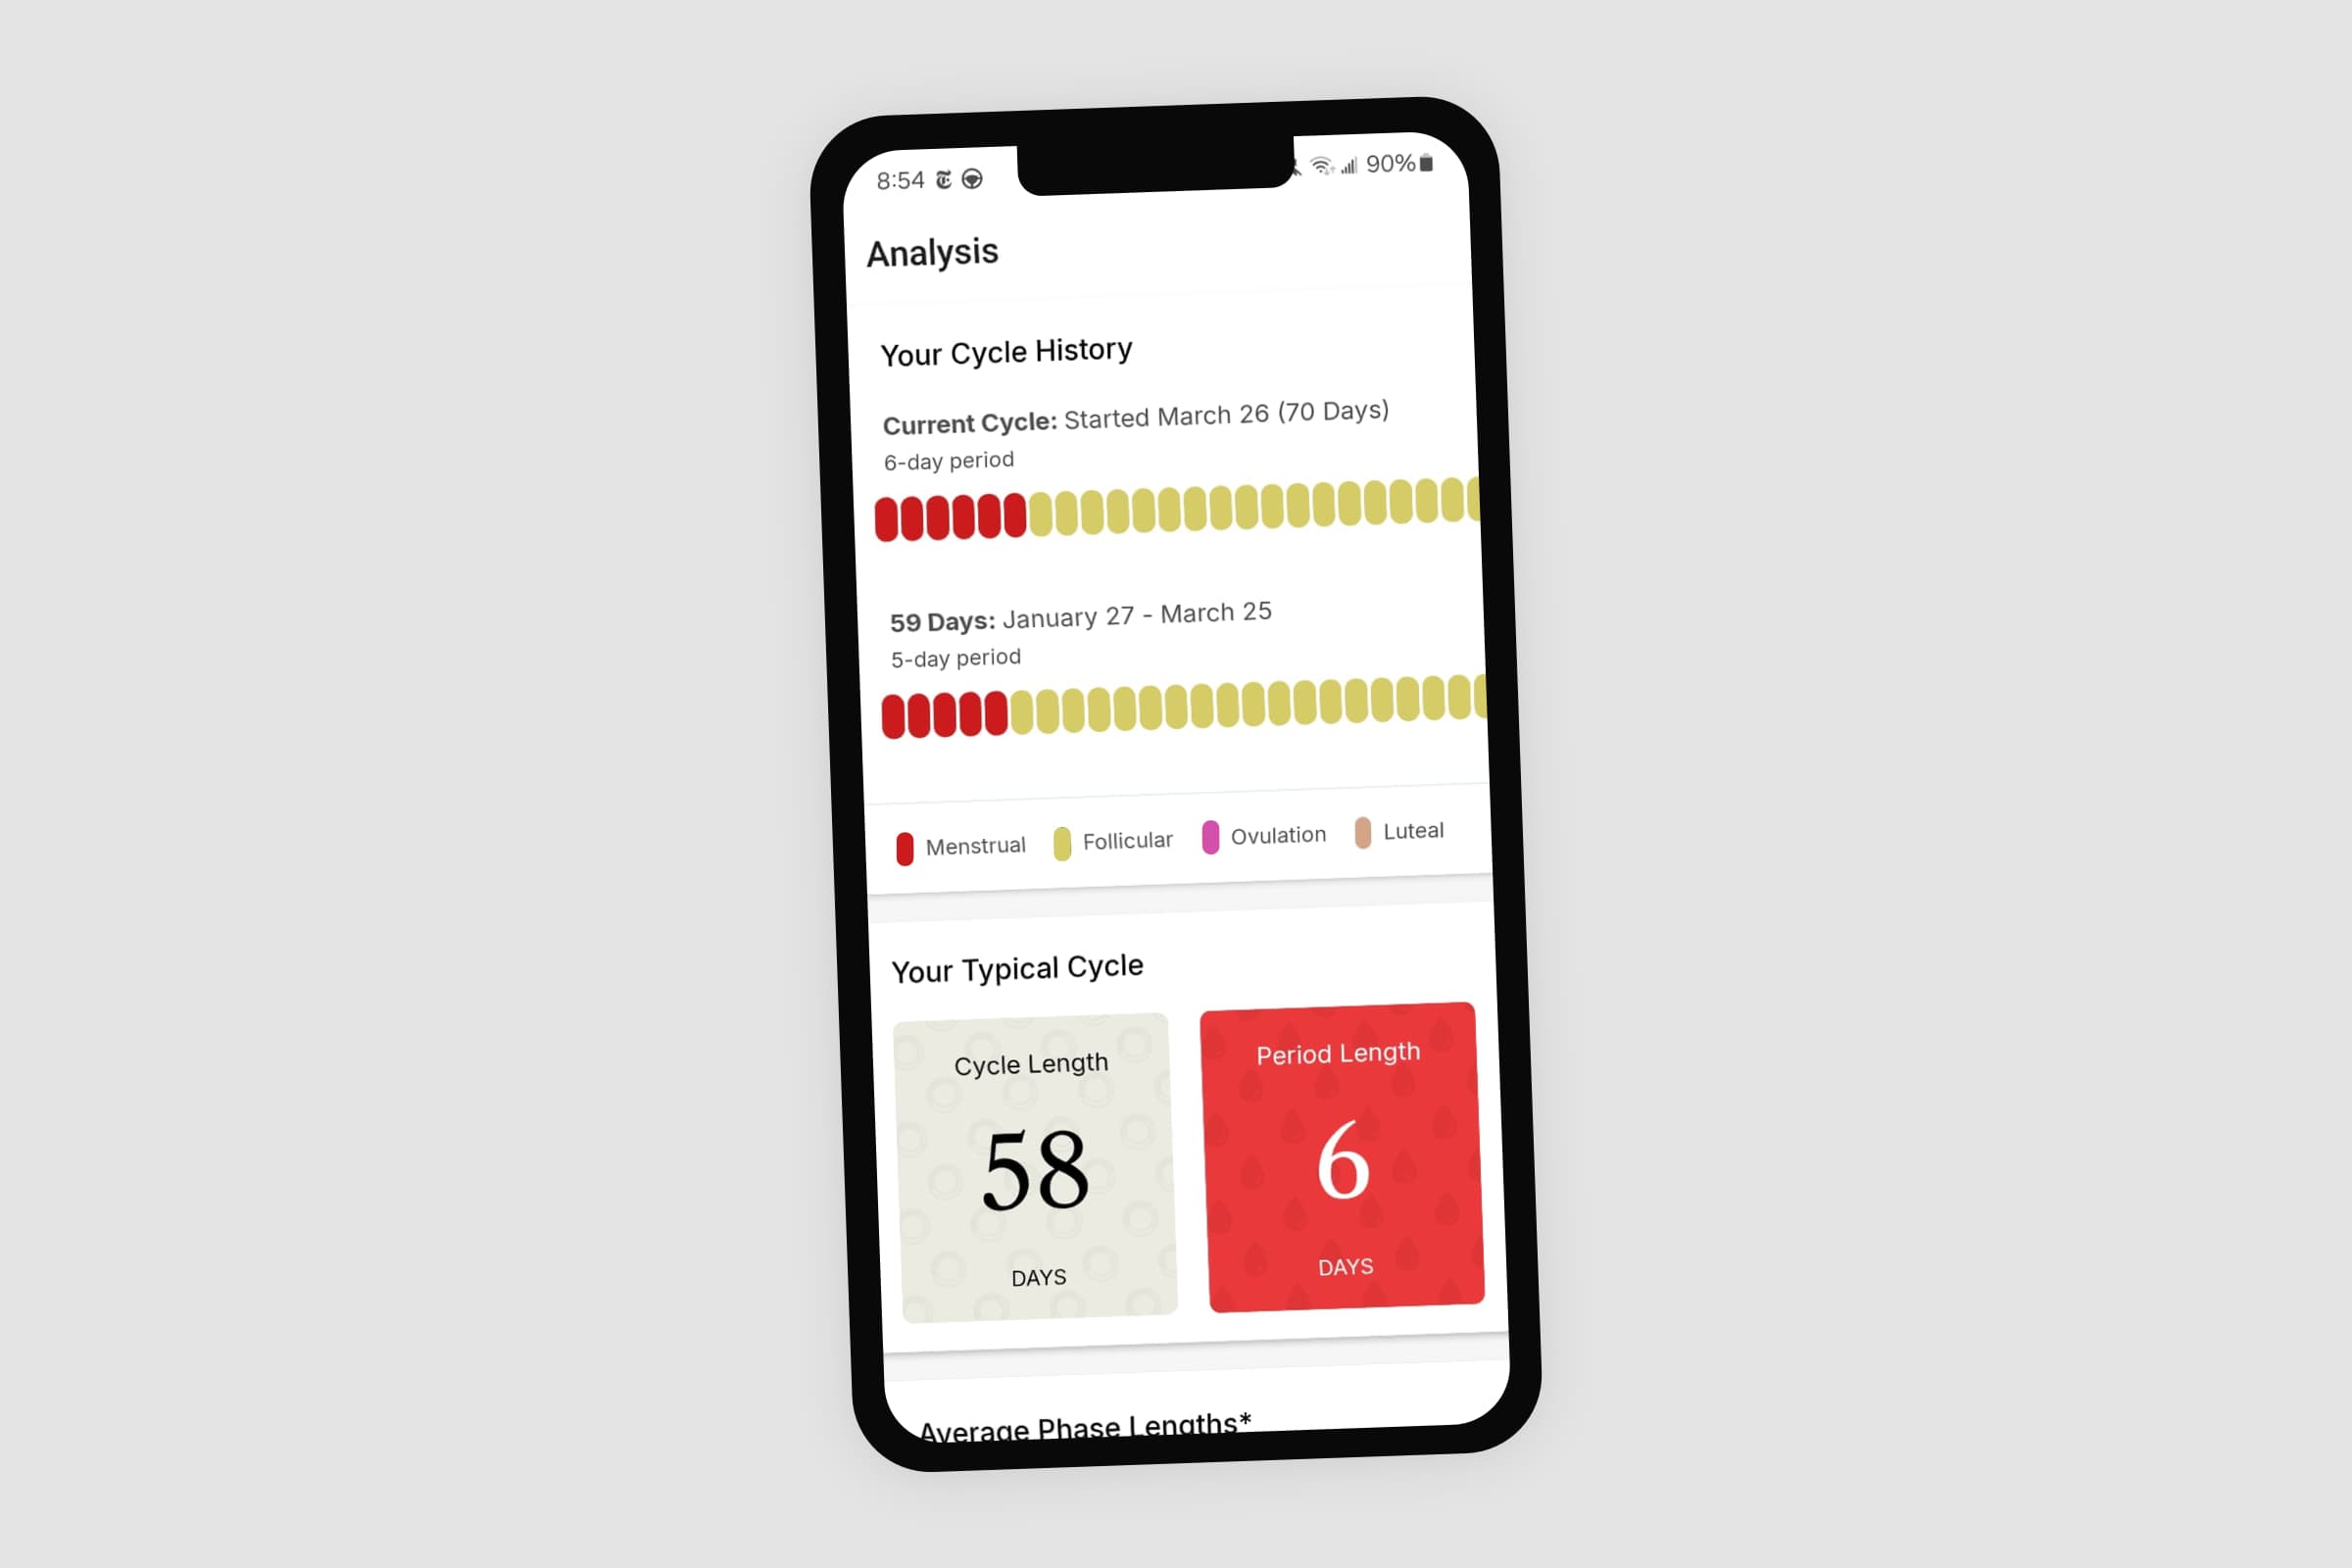 8:54 90%
Analysis
Your Cycle History
Current Cycle: Started March 26 (70 Days)
6-day period
59 Days: January 27 - March 25
5-day period
Menstrual Follicular Ovulation Luteal
Your Typical Cycle
Cycle Length Period Length
58 6
DAYS DAYS
Average Phase Lengths*